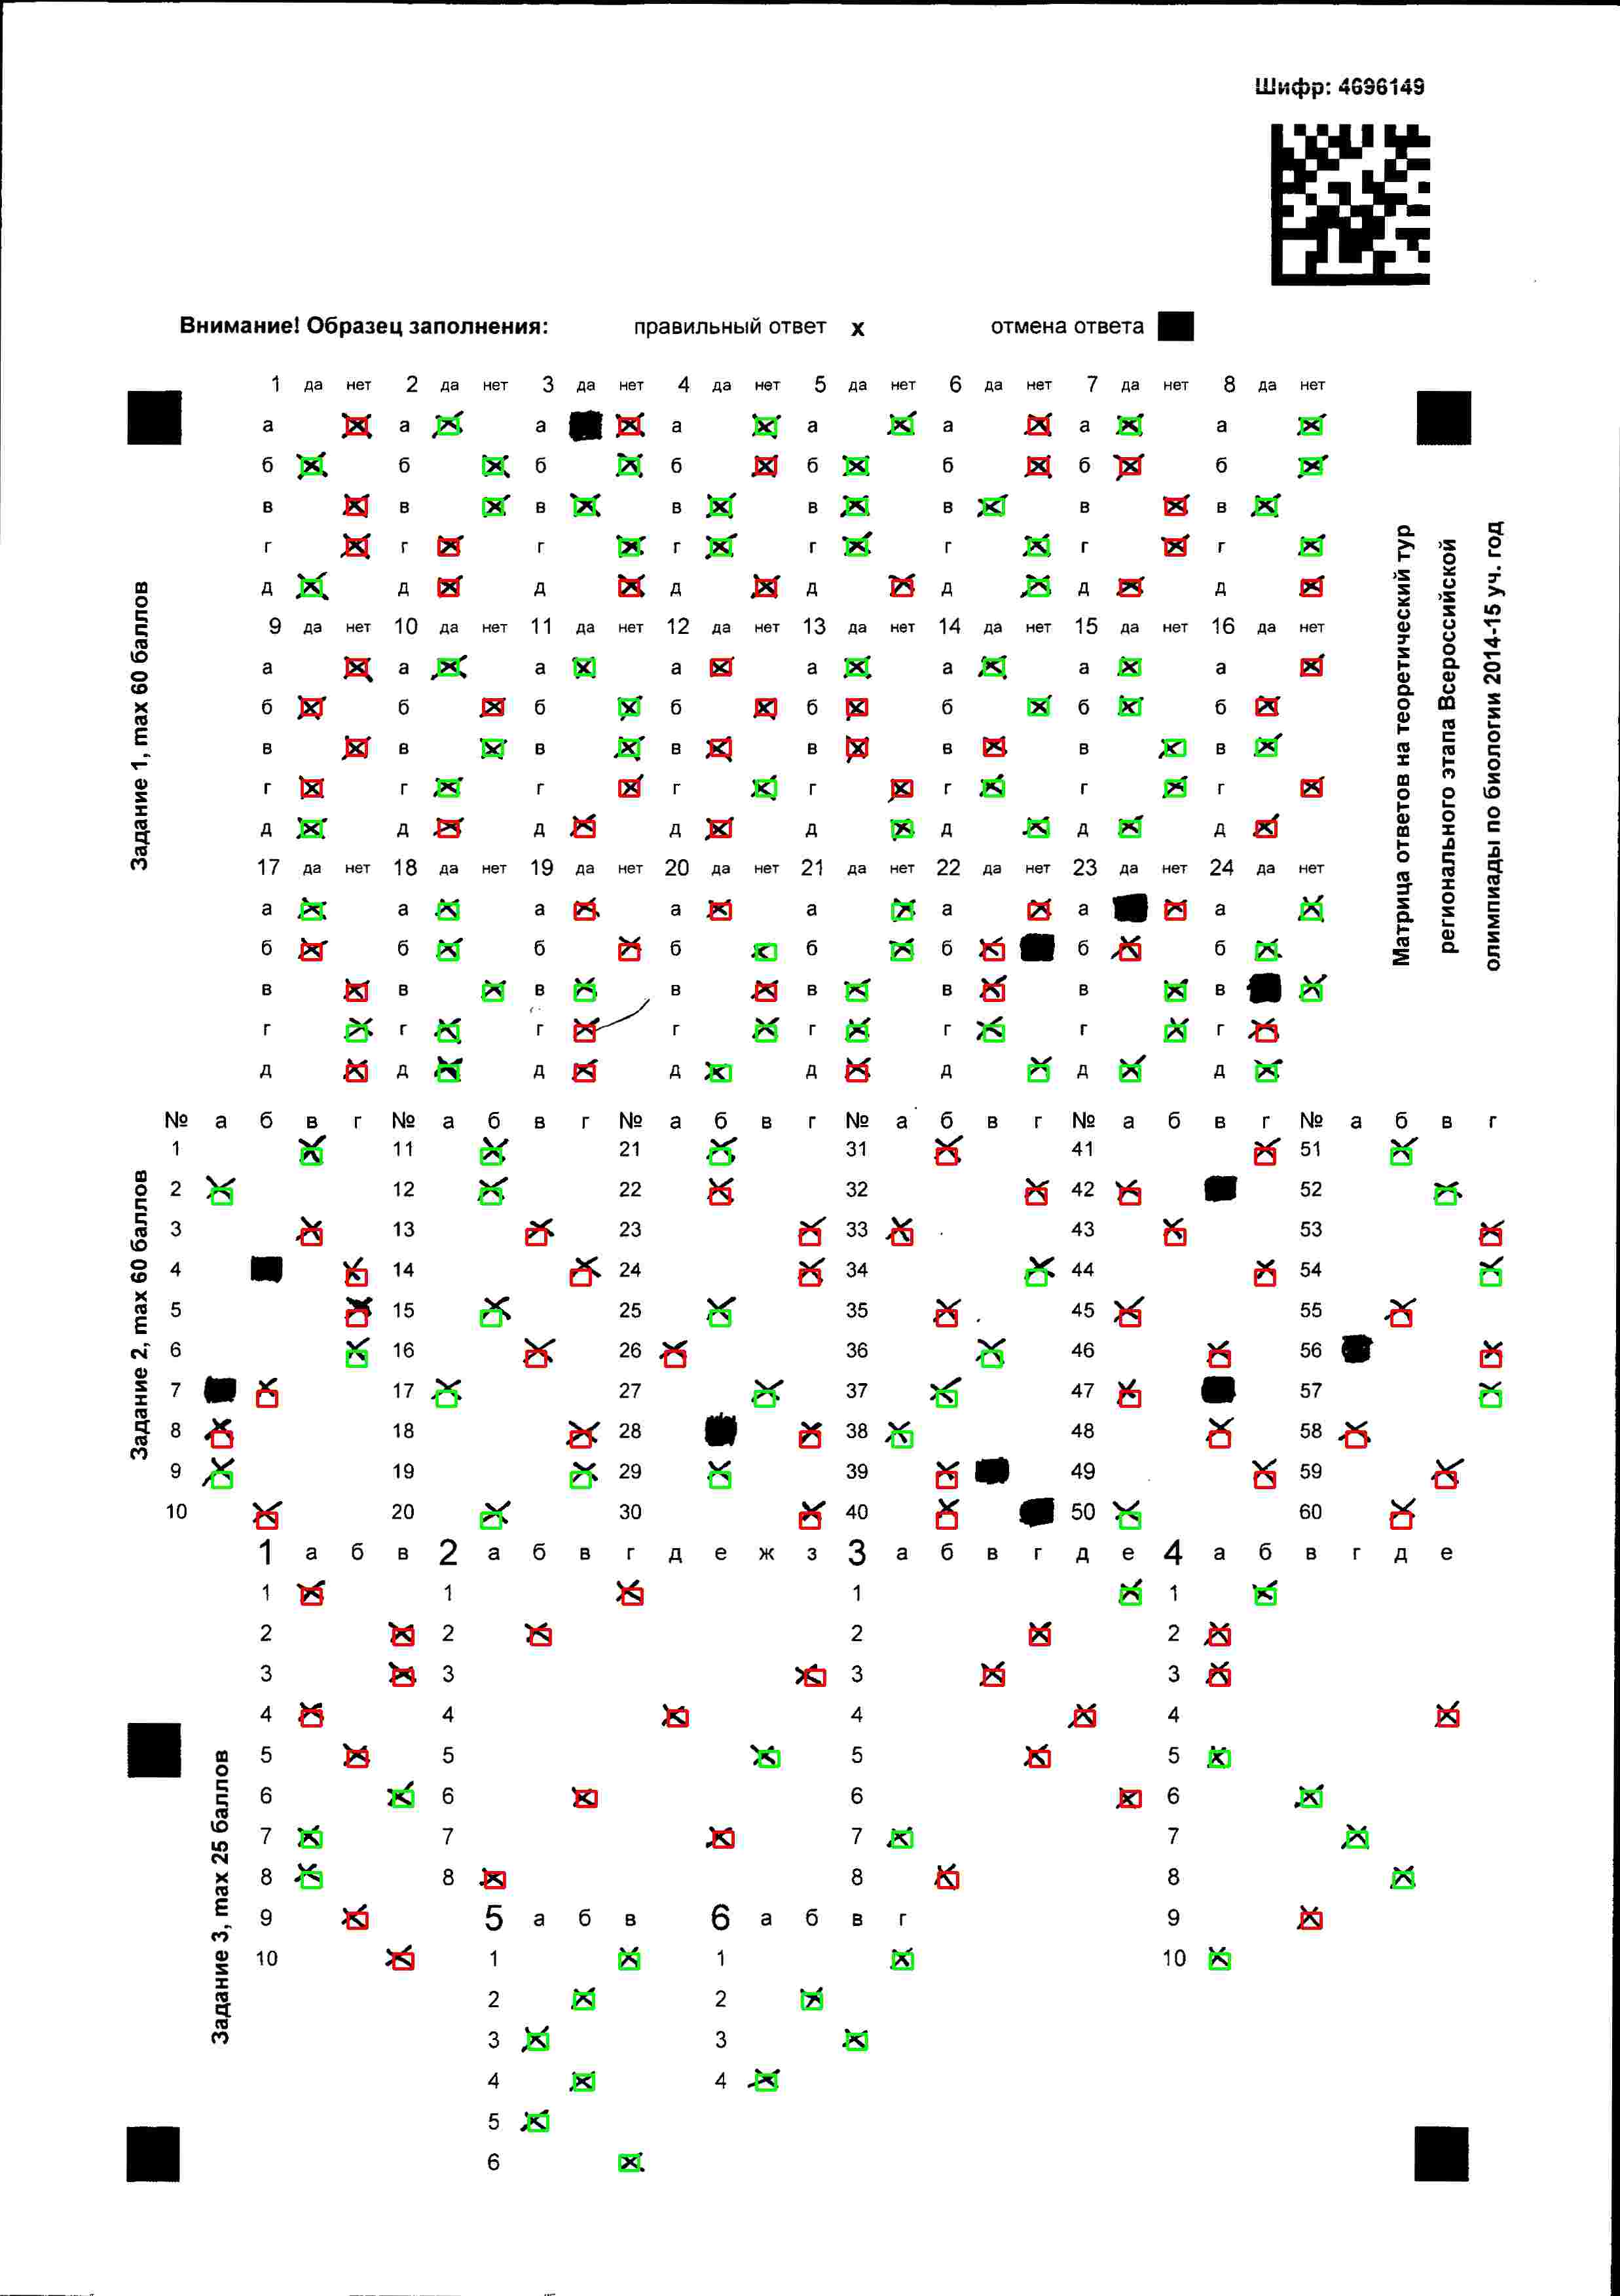 Шифр: 4696149
Внимание! Образец заполнения: правильный ответ x отмена ответа
1 да нет 2 да нет 3 да нет 4 да нет 5 да нет 6 да нет 7 да нет 8 да нет
а а а а а а а а
б б б б б б б б
в в в в в в в в
г г г г г г г г
д д д д д д д д
9 да нет 10 да нет 11 да нет 12 да нет 13 да нет 14 да нет 15 да нет 16 да нет
а а а а а а а а
б б б б б б б б
в в в в в в в в
г г г г г г г г
д д д д д д д д
17 да нет 18 да нет 19 да нет 20 да нет 21 да нет 22 да нет 23 да нет 24 да нет
а а а а а а а а
б б б б б б б б
в в в в в в в в
г г г г г г г г
д д д д д д д д
Задание 1, max 60 баллов
Матрица ответов на теоретический тур
регионального этапа Всероссийской
олимпиады по биологии 2014-15 уч. год
№ а б в г № а б в г № а б в г № а б в г № а б в г № а б в г
1 11 21 31 41 51
2 12 22 32 42 52
3 13 23 33 43 53
4 14 24 34 44 54
5 15 25 35 45 55
6 16 26 36 46 56
7 17 27 37 47 57
8 18 28 38 48 58
9 19 29 39 49 59
10 20 30 40 50 60
Задание 2, max 60 баллов
1 а б в 2 а б в г д е ж з 3 а б в г д е 4 а б в г д е
1 1 1 1
2 2 2 2
3 3 3 3
4 4 4 4
5 5 5 5
6 6 6 6
7 7 7 7
8 8 8 8
9 5 а б в 6 а б в г 9
10 1 1 10
2 2
3 3
4 4
5
6
Задание 3, max 25 баллов